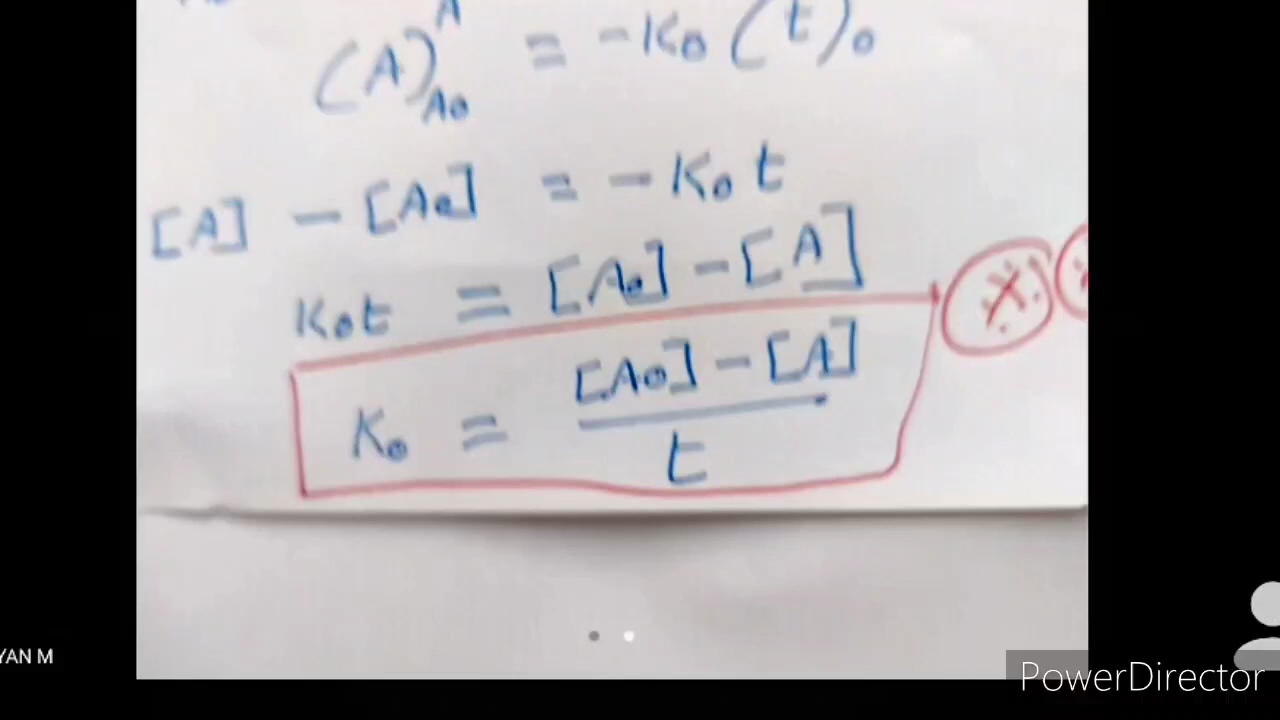 (A)ᴬ_A₀ = -K₀ (t)₀
[A] - [A₀] = - K₀ t
K₀t = [A₀] - [A]
K₀ = [A₀] - [A] / t
YAN M
PowerDirector